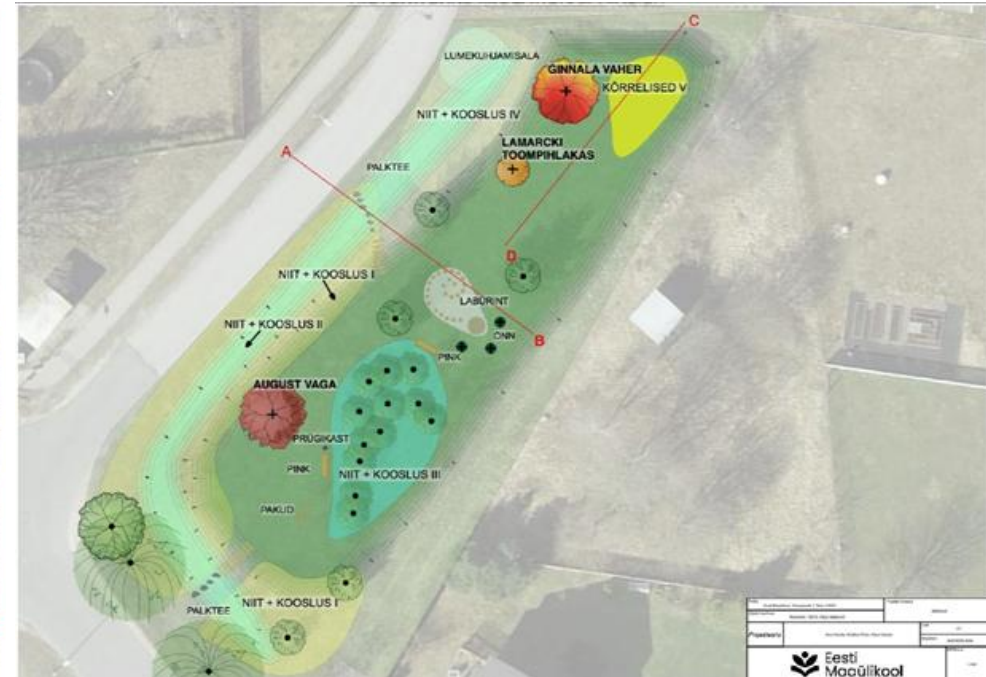 LUMEKUHJAMISALA
C
GINNALA VAHER
KÕRRELISED V
NIIT + KOOSLUS IV
LAMARCKI
TOOMPIHLAKAS
A
PALKTEE
D
NIIT + KOOSLUS I
LABÜRINT
NIIT + KOOSLUS II
ONN
B
PINK
AUGUST VAGA
PRÜGIKAST
PINK
NIIT + KOOSLUS III
PAKUD
NIIT + KOOSLUS I
PALKTEE
Eesti
Maaülikool